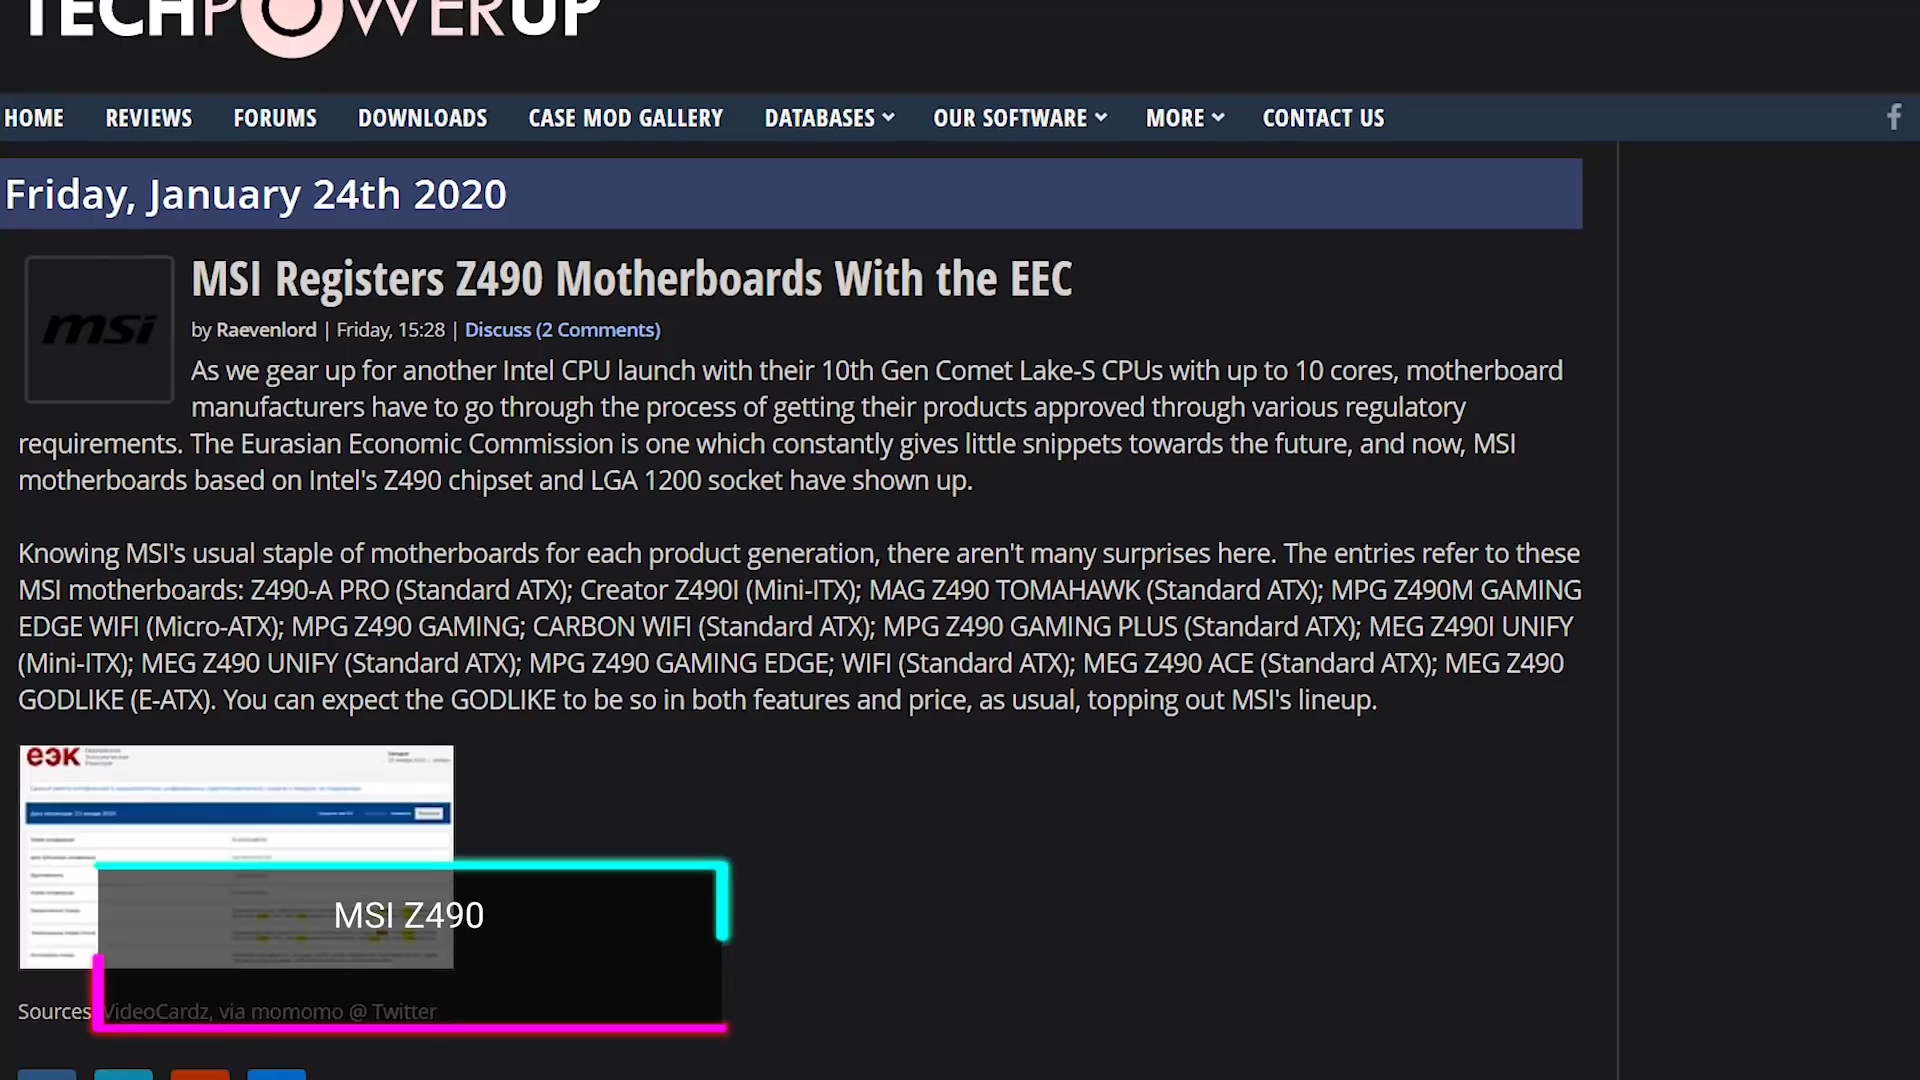 TECHPOWERUP
HOME REVIEWS FORUMS DOWNLOADS CASE MOD GALLERY DATABASES OUR SOFTWARE MORE CONTACT US
Friday, January 24th 2020
msi
MSI Registers Z490 Motherboards With the EEC
by Raevenlord | Friday, 15:28 | Discuss (2 Comments)
As we gear up for another Intel CPU launch with their 10th Gen Comet Lake-S CPUs with up to 10 cores, motherboard
manufacturers have to go through the process of getting their products approved through various regulatory
requirements. The Eurasian Economic Commission is one which constantly gives little snippets towards the future, and now, MSI
motherboards based on Intel's Z490 chipset and LGA 1200 socket have shown up.
Knowing MSI's usual staple of motherboards for each product generation, there aren't many surprises here. The entries refer to these
MSI motherboards: Z490-A PRO (Standard ATX); Creator Z490I (Mini-ITX); MAG Z490 TOMAHAWK (Standard ATX); MPG Z490M GAMING
EDGE WIFI (Micro-ATX); MPG Z490 GAMING; CARBON WIFI (Standard ATX); MPG Z490 GAMING PLUS (Standard ATX); MEG Z490I UNIFY
(Mini-ITX); MEG Z490 UNIFY (Standard ATX); MPG Z490 GAMING EDGE; WIFI (Standard ATX); MEG Z490 ACE (Standard ATX); MEG Z490
GODLIKE (E-ATX). You can expect the GODLIKE to be so in both features and price, as usual, topping out MSI's lineup.
еэк
MSI Z490
Sources VideoCardz, via momomo @ Twitter